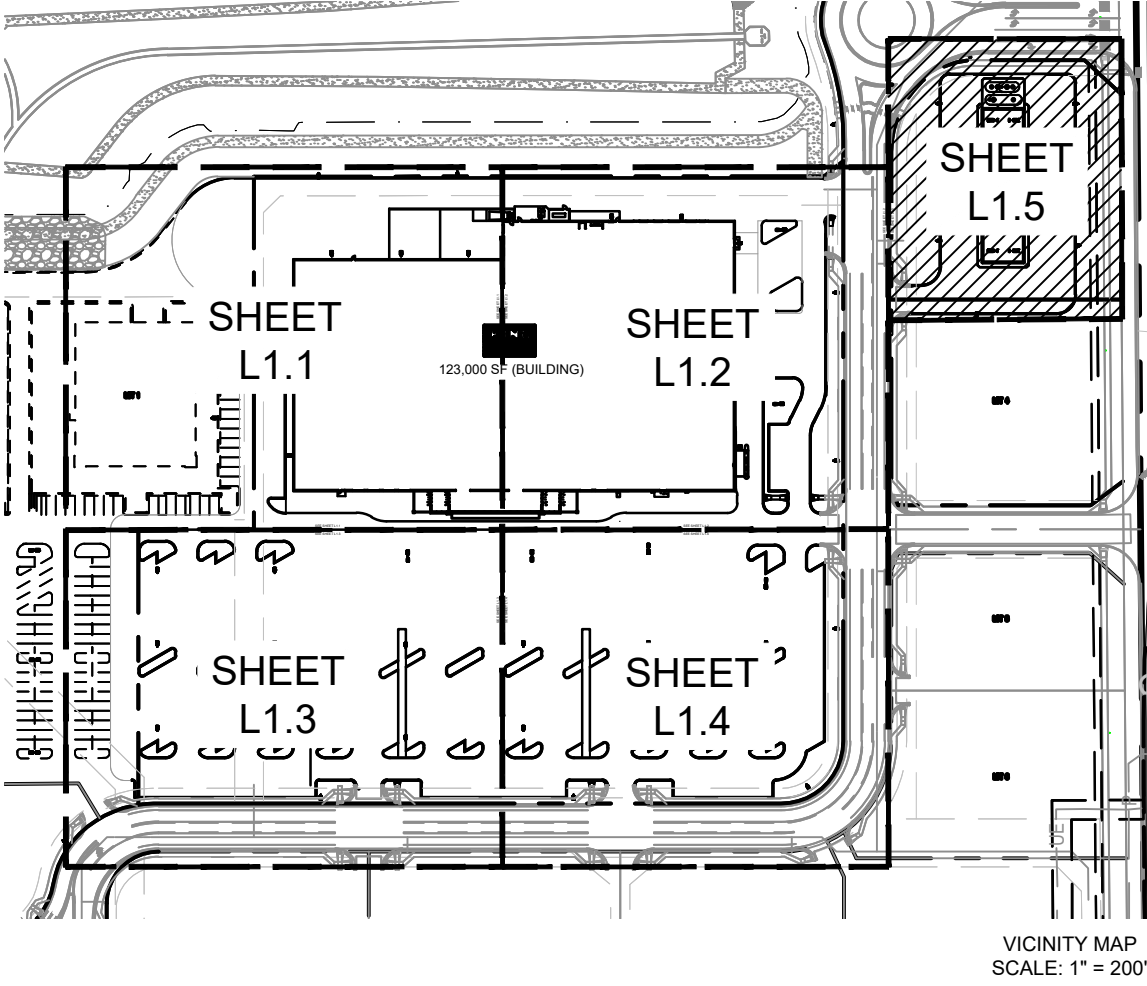 SHEET
L1.5
SHEET
L1.1
SHEET
L1.2
123,000 SF (BUILDING)
SHEET
L1.3
SHEET
L1.4
UE
VICINITY MAP
SCALE: 1" = 200'